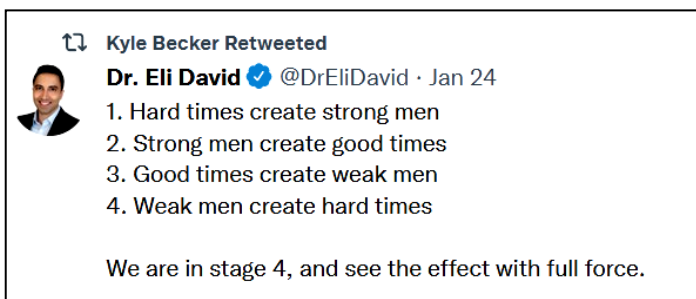 Kyle Becker Retweeted
Dr. Eli David @DrEliDavid · Jan 24
1. Hard times create strong men
2. Strong men create good times
3. Good times create weak men
4. Weak men create hard times
We are in stage 4, and see the effect with full force.